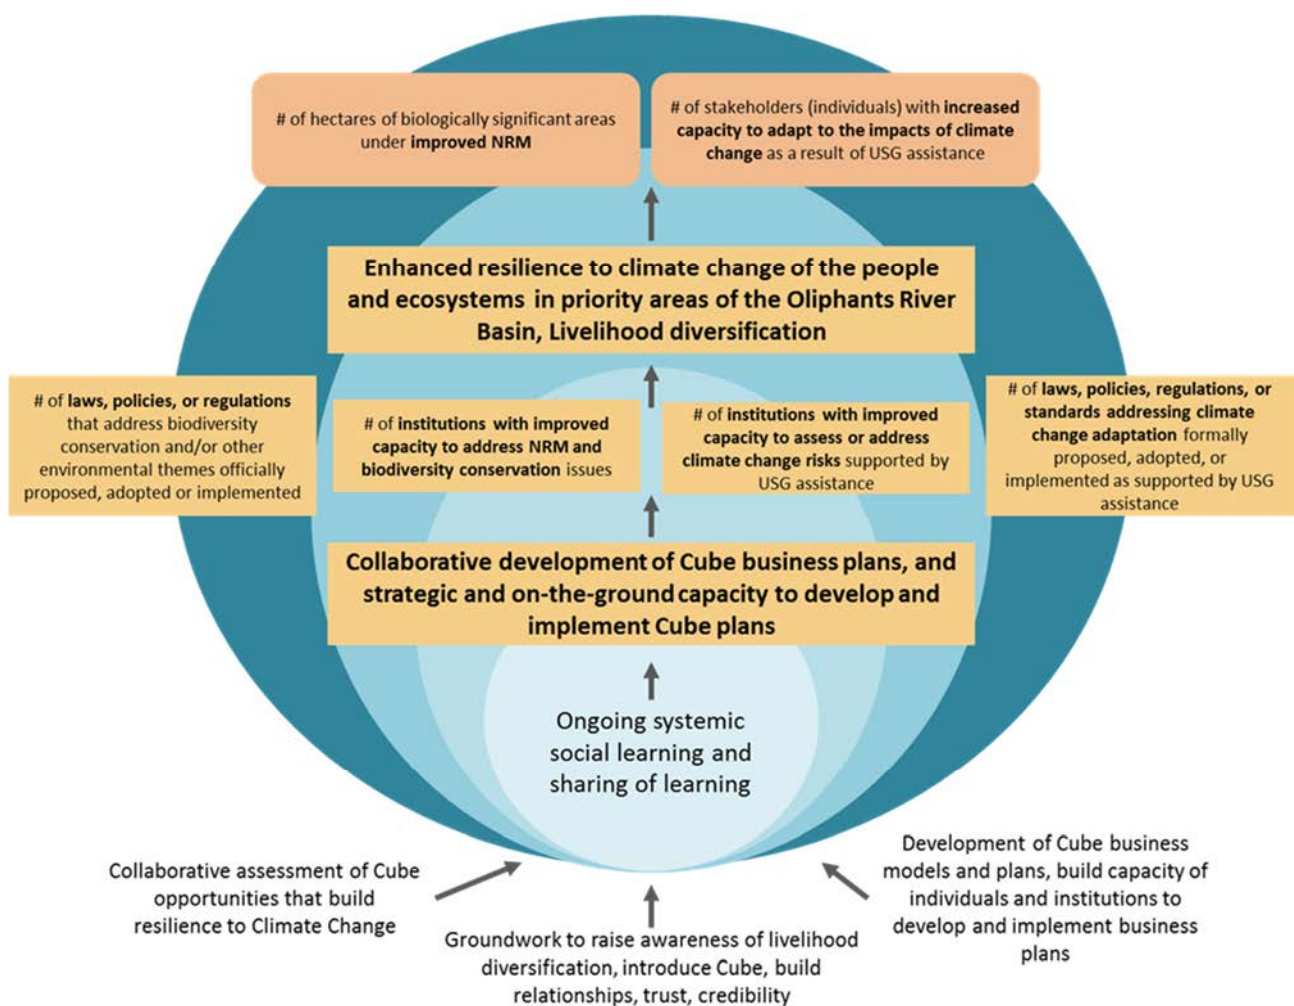 # of hectares of biologically significant areas
under improved NRM
# of stakeholders (individuals) with increased
capacity to adapt to the impacts of climate
change as a result of USG assistance
Enhanced resilience to climate change of the people
and ecosystems in priority areas of the Oliphants River
Basin, Livelihood diversification
# of laws, policies, or regulations
that address biodiversity
conservation and/or other
environmental themes officially
proposed, adopted or implemented
# of institutions with improved
capacity to address NRM and
biodiversity conservation issues
# of institutions with improved
capacity to assess or address
climate change risks supported by
USG assistance
# of laws, policies, regulations, or
standards addressing climate
change adaptation formally
proposed, adopted, or
implemented as supported by USG
assistance
Collaborative development of Cube business plans, and
strategic and on-the-ground capacity to develop and
implement Cube plans
Ongoing systemic
social learning and
sharing of learning
Collaborative assessment of Cube
opportunities that build
resilience to Climate Change
Groundwork to raise awareness of livelihood
diversification, introduce Cube, build
relationships, trust, credibility
Development of Cube business
models and plans, build capacity of
individuals and institutions to
develop and implement business
plans